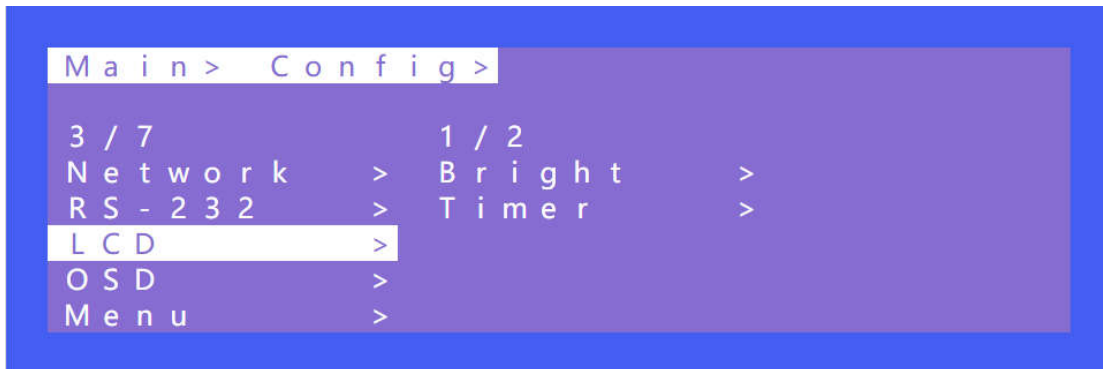 Main> Config>
3/7 1/2
Network > Bright >
RS-232 > Timer >
LCD >
OSD >
Menu >